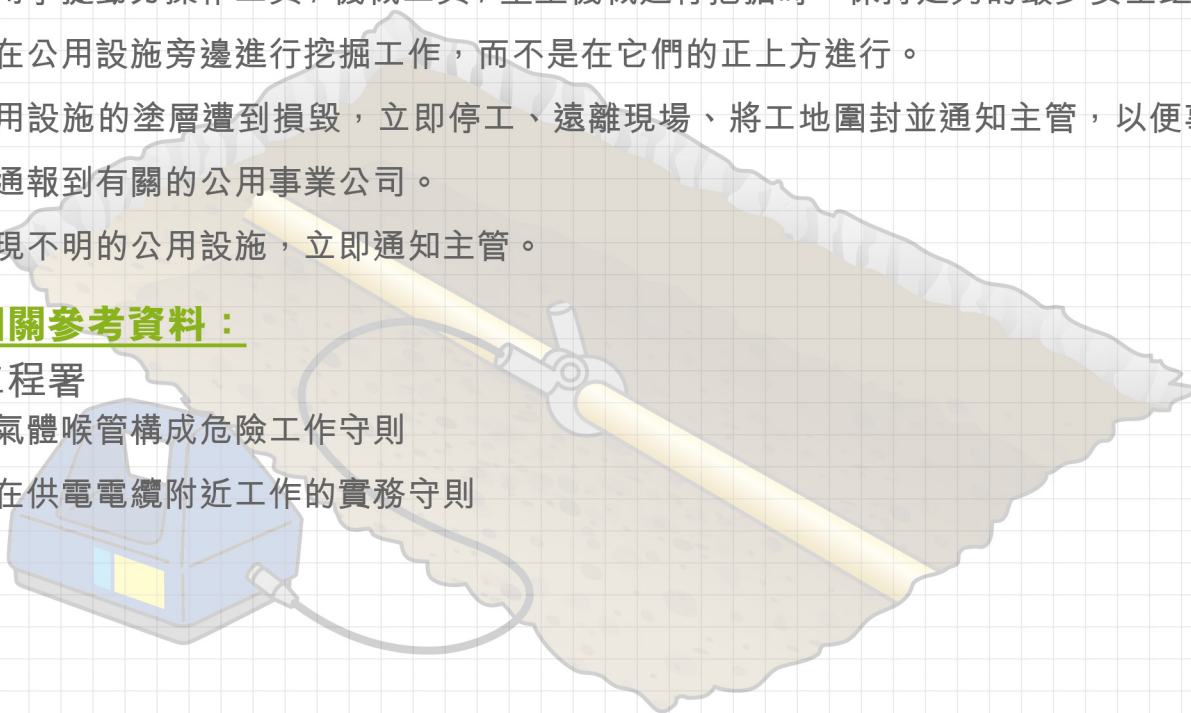 在公用設施旁邊進行挖掘工作，而不是在它們的正上方進行。
用設施的塗層遭到損毀，立即停工、遠離現場、將工地圍封並通知主管，以便
通報到有關的公用事業公司。
現不明的公用設施，立即通知主管。
關參考資料：
程署
氣體喉管構成危險工作守則
在供電電纜附近工作的實務守則